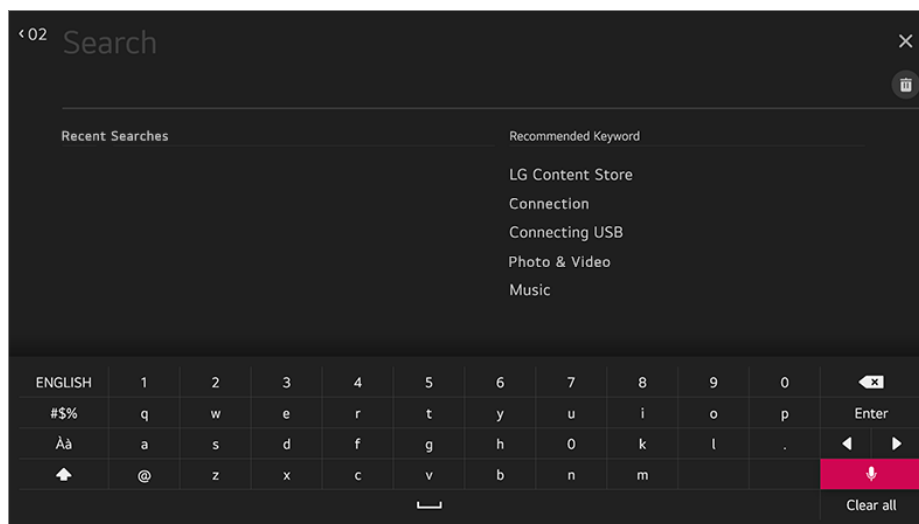 02
Search
Recent Searches
Recommended Keyword
LG Content Store
Connection
Connecting USB
Photo & Video
Music
ENGLISH 1 2 3 4 5 6 7 8 9 0
#$% q w e r t y u i o p Enter
Àà a s d f g h 0 k l .
@ z x c v b n m
Clear all